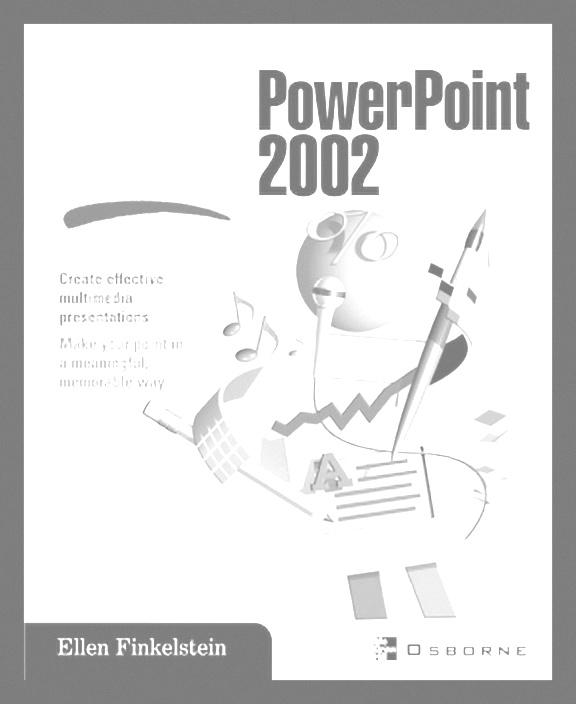 PowerPoint
2002
%
Create effective
multimedia
presentations
Make your point in
a meaningful,
memorable way
A
Ellen Finkelstein
OSBORNE